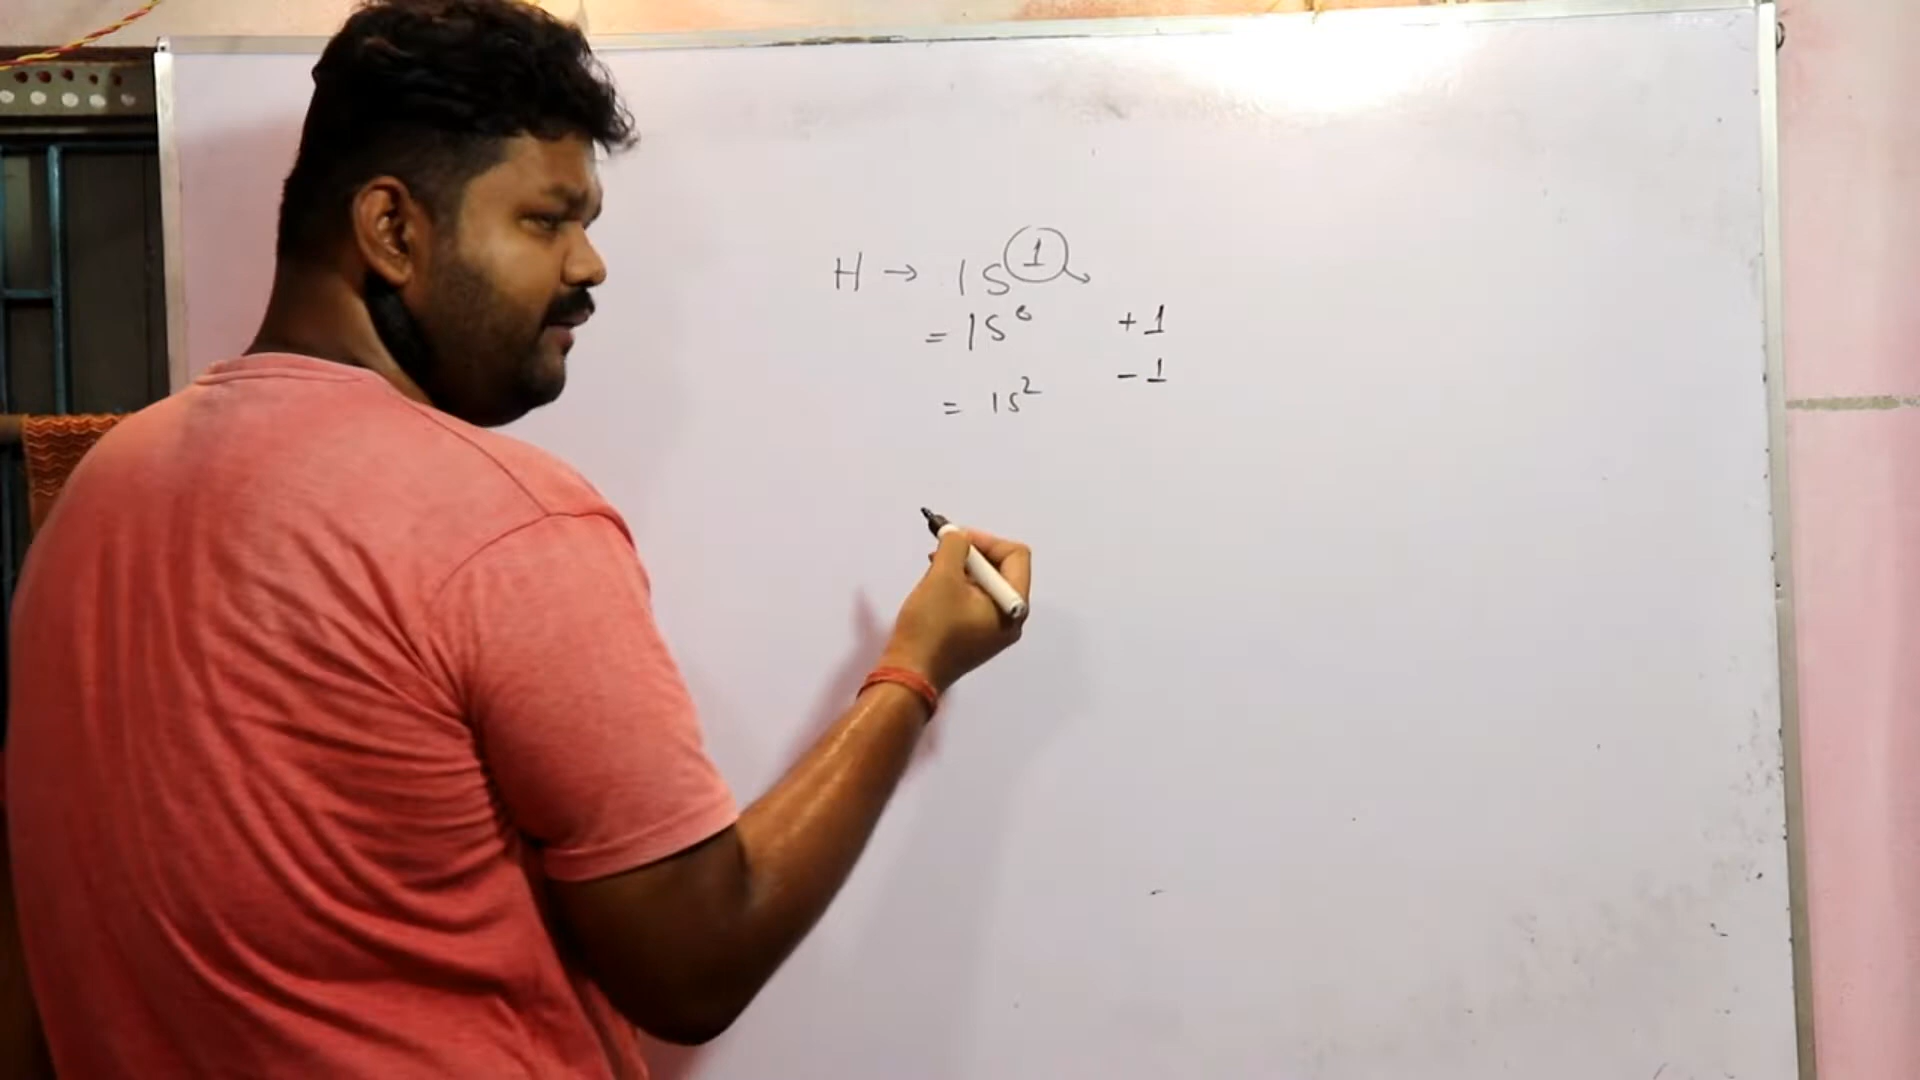 H → 1S¹
= 1S⁰ +1
= 1s² -1